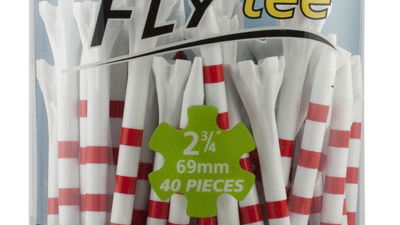 FLY tee
2 3/4"
69mm
40 PIECES